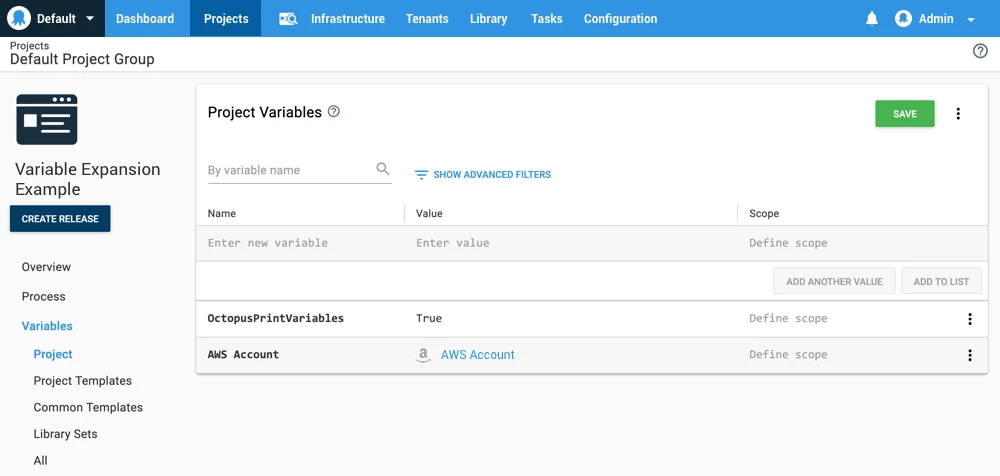 Default Dashboard Projects Infrastructure Tenants Library Tasks Configuration Admin
Projects
Default Project Group
Variable Expansion
Example
CREATE RELEASE
Overview
Process
Variables
Project
Project Templates
Common Templates
Library Sets
All
Project Variables
SAVE
By variable name
SHOW ADVANCED FILTERS
Name Value Scope
Enter new variable Enter value Define scope
ADD ANOTHER VALUE ADD TO LIST
OctopusPrintVariables True Define scope
AWS Account AWS Account Define scope